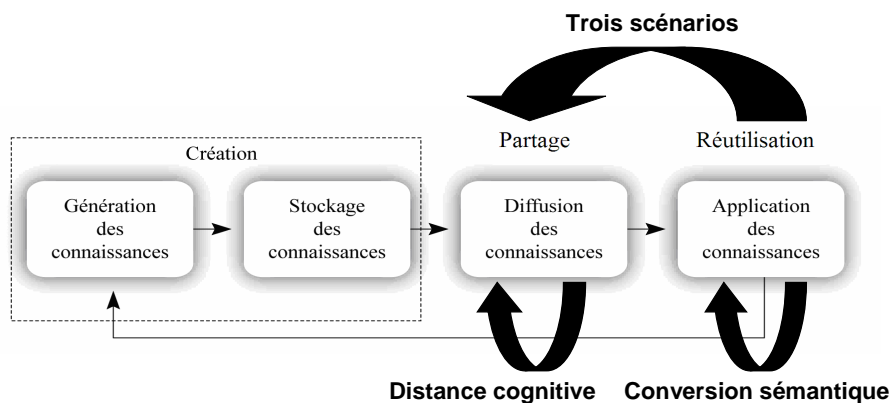 Trois scénarios
Partage
Réutilisation
Création
Génération
des
connaissances
Stockage
des
connaissances
Diffusion
des
connaissances
Application
des
connaissances
Distance cognitive
Conversion sémantique